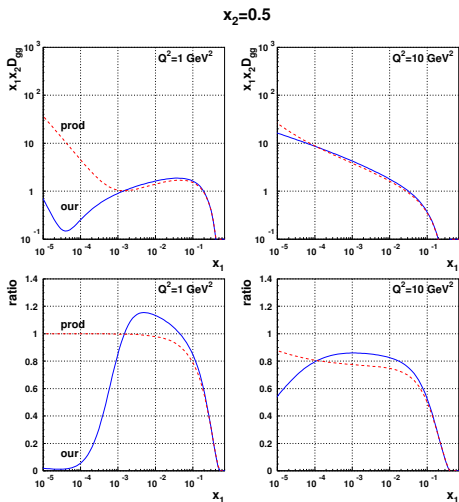 x₂=0.5
x₁x₂D_gg
Q²=1 GeV²
prod
our
10³
10²
10
1
10⁻¹
10⁻⁵ 10⁻⁴ 10⁻³ 10⁻² 10⁻¹
x₁
x₁x₂D_gg
Q²=10 GeV²
10³
10²
10
1
10⁻¹
10⁻⁵ 10⁻⁴ 10⁻³ 10⁻² 10⁻¹
x₁
ratio
Q²=1 GeV²
prod
our
1.4
1.2
1
0.8
0.6
0.4
0.2
0
10⁻⁵ 10⁻⁴ 10⁻³ 10⁻² 10⁻¹
x₁
ratio
Q²=10 GeV²
1.4
1.2
1
0.8
0.6
0.4
0.2
0
10⁻⁵ 10⁻⁴ 10⁻³ 10⁻² 10⁻¹
x₁